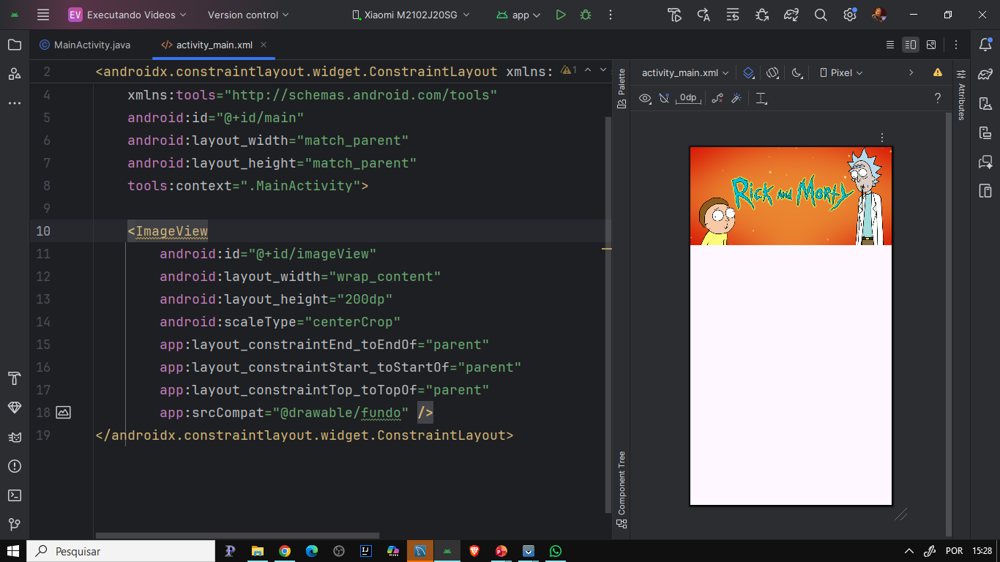 EV Executando Videos Version control Xiaomi M2102J20SG app
MainActivity.java activity_main.xml
2 <androidx.constraintlayout.widget.ConstraintLayout xmlns: 1
4 xmlns:tools="http://schemas.android.com/tools"
5 android:id="@+id/main"
6 android:layout_width="match_parent"
7 android:layout_height="match_parent"
8 tools:context=".MainActivity">
9
10 <ImageView
11 android:id="@+id/imageView"
12 android:layout_width="wrap_content"
13 android:layout_height="200dp"
14 android:scaleType="centerCrop"
15 app:layout_constraintEnd_toEndOf="parent"
16 app:layout_constraintStart_toStartOf="parent"
17 app:layout_constraintTop_toTopOf="parent"
18 app:srcCompat="@drawable/fundo" />
19 </androidx.constraintlayout.widget.ConstraintLayout>
Palette
Component Tree
activity_main.xml Pixel
0dp ?
Attributes
Rick and Morty
Pesquisar
POR 15:28